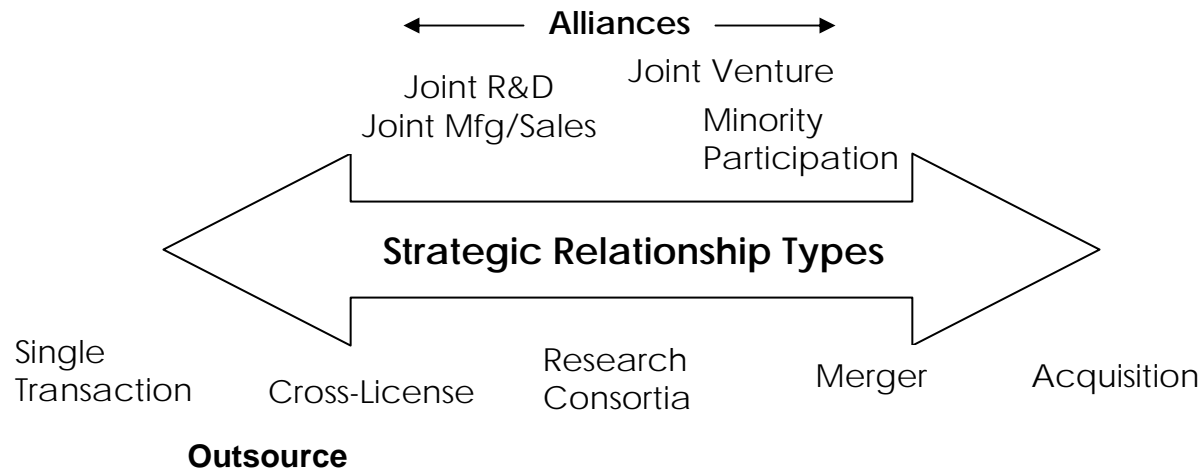 Alliances
Joint R&D
Joint Mfg/Sales
Joint Venture
Minority
Participation
Strategic Relationship Types
Single
Transaction
Cross-License
Research
Consortia
Merger
Acquisition
Outsource